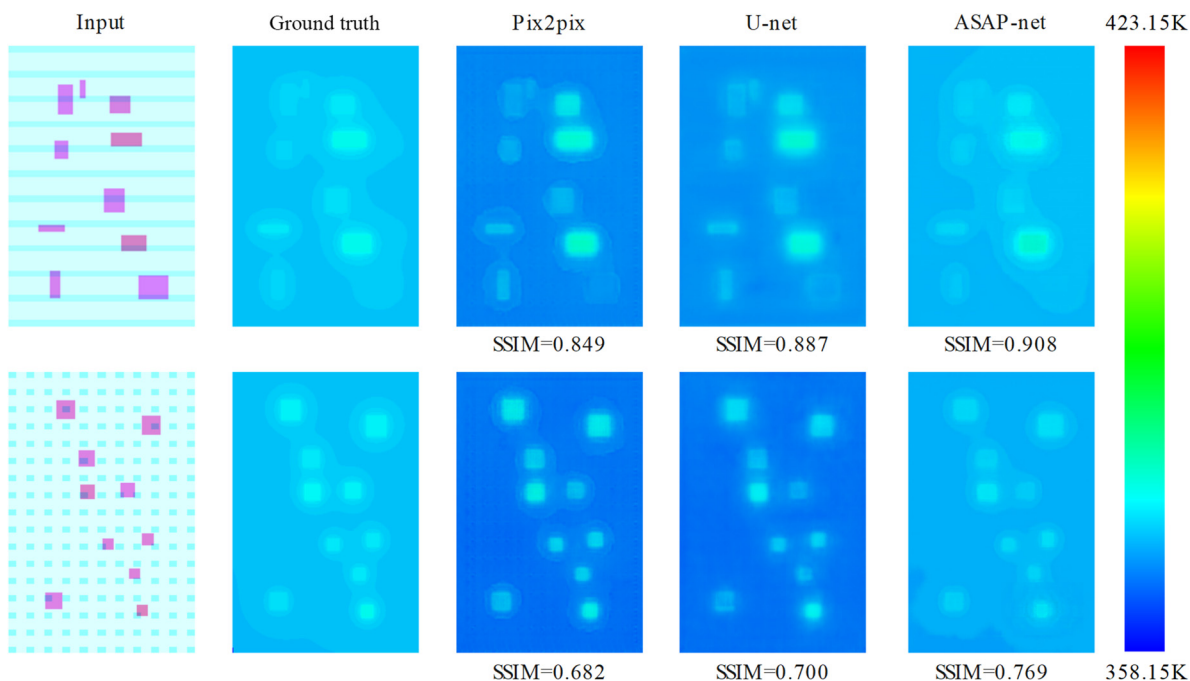 Input Ground truth Pix2pix U-net ASAP-net 423.15K
SSIM=0.849 SSIM=0.887 SSIM=0.908
SSIM=0.682 SSIM=0.700 SSIM=0.769 358.15K